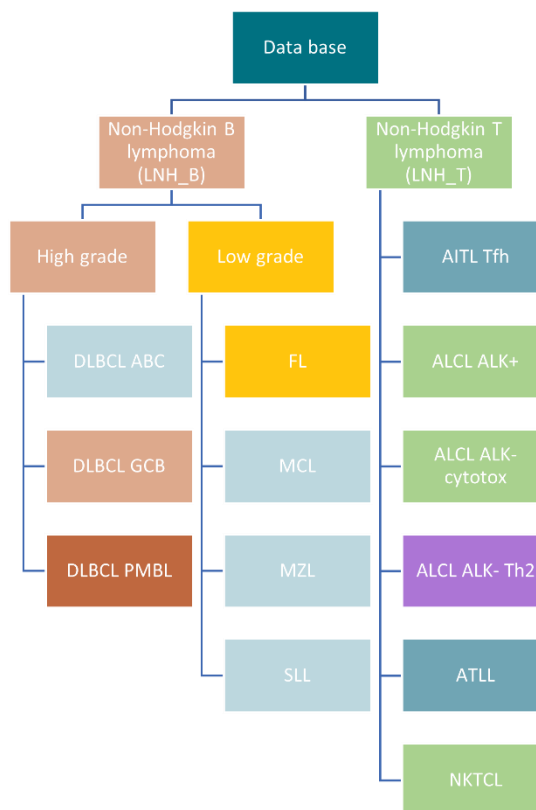 Data base
Non-Hodgkin B
lymphoma
(LNH_B)
Non-Hodgkin T
lymphoma
(LNH_T)
High grade
Low grade
AITL Tfh
DLBCL ABC
FL
ALCL ALK+
DLBCL GCB
MCL
ALCL ALK-
cytotox
DLBCL PMBL
MZL
ALCL ALK- Th2
SLL
ATLL
NKTCL